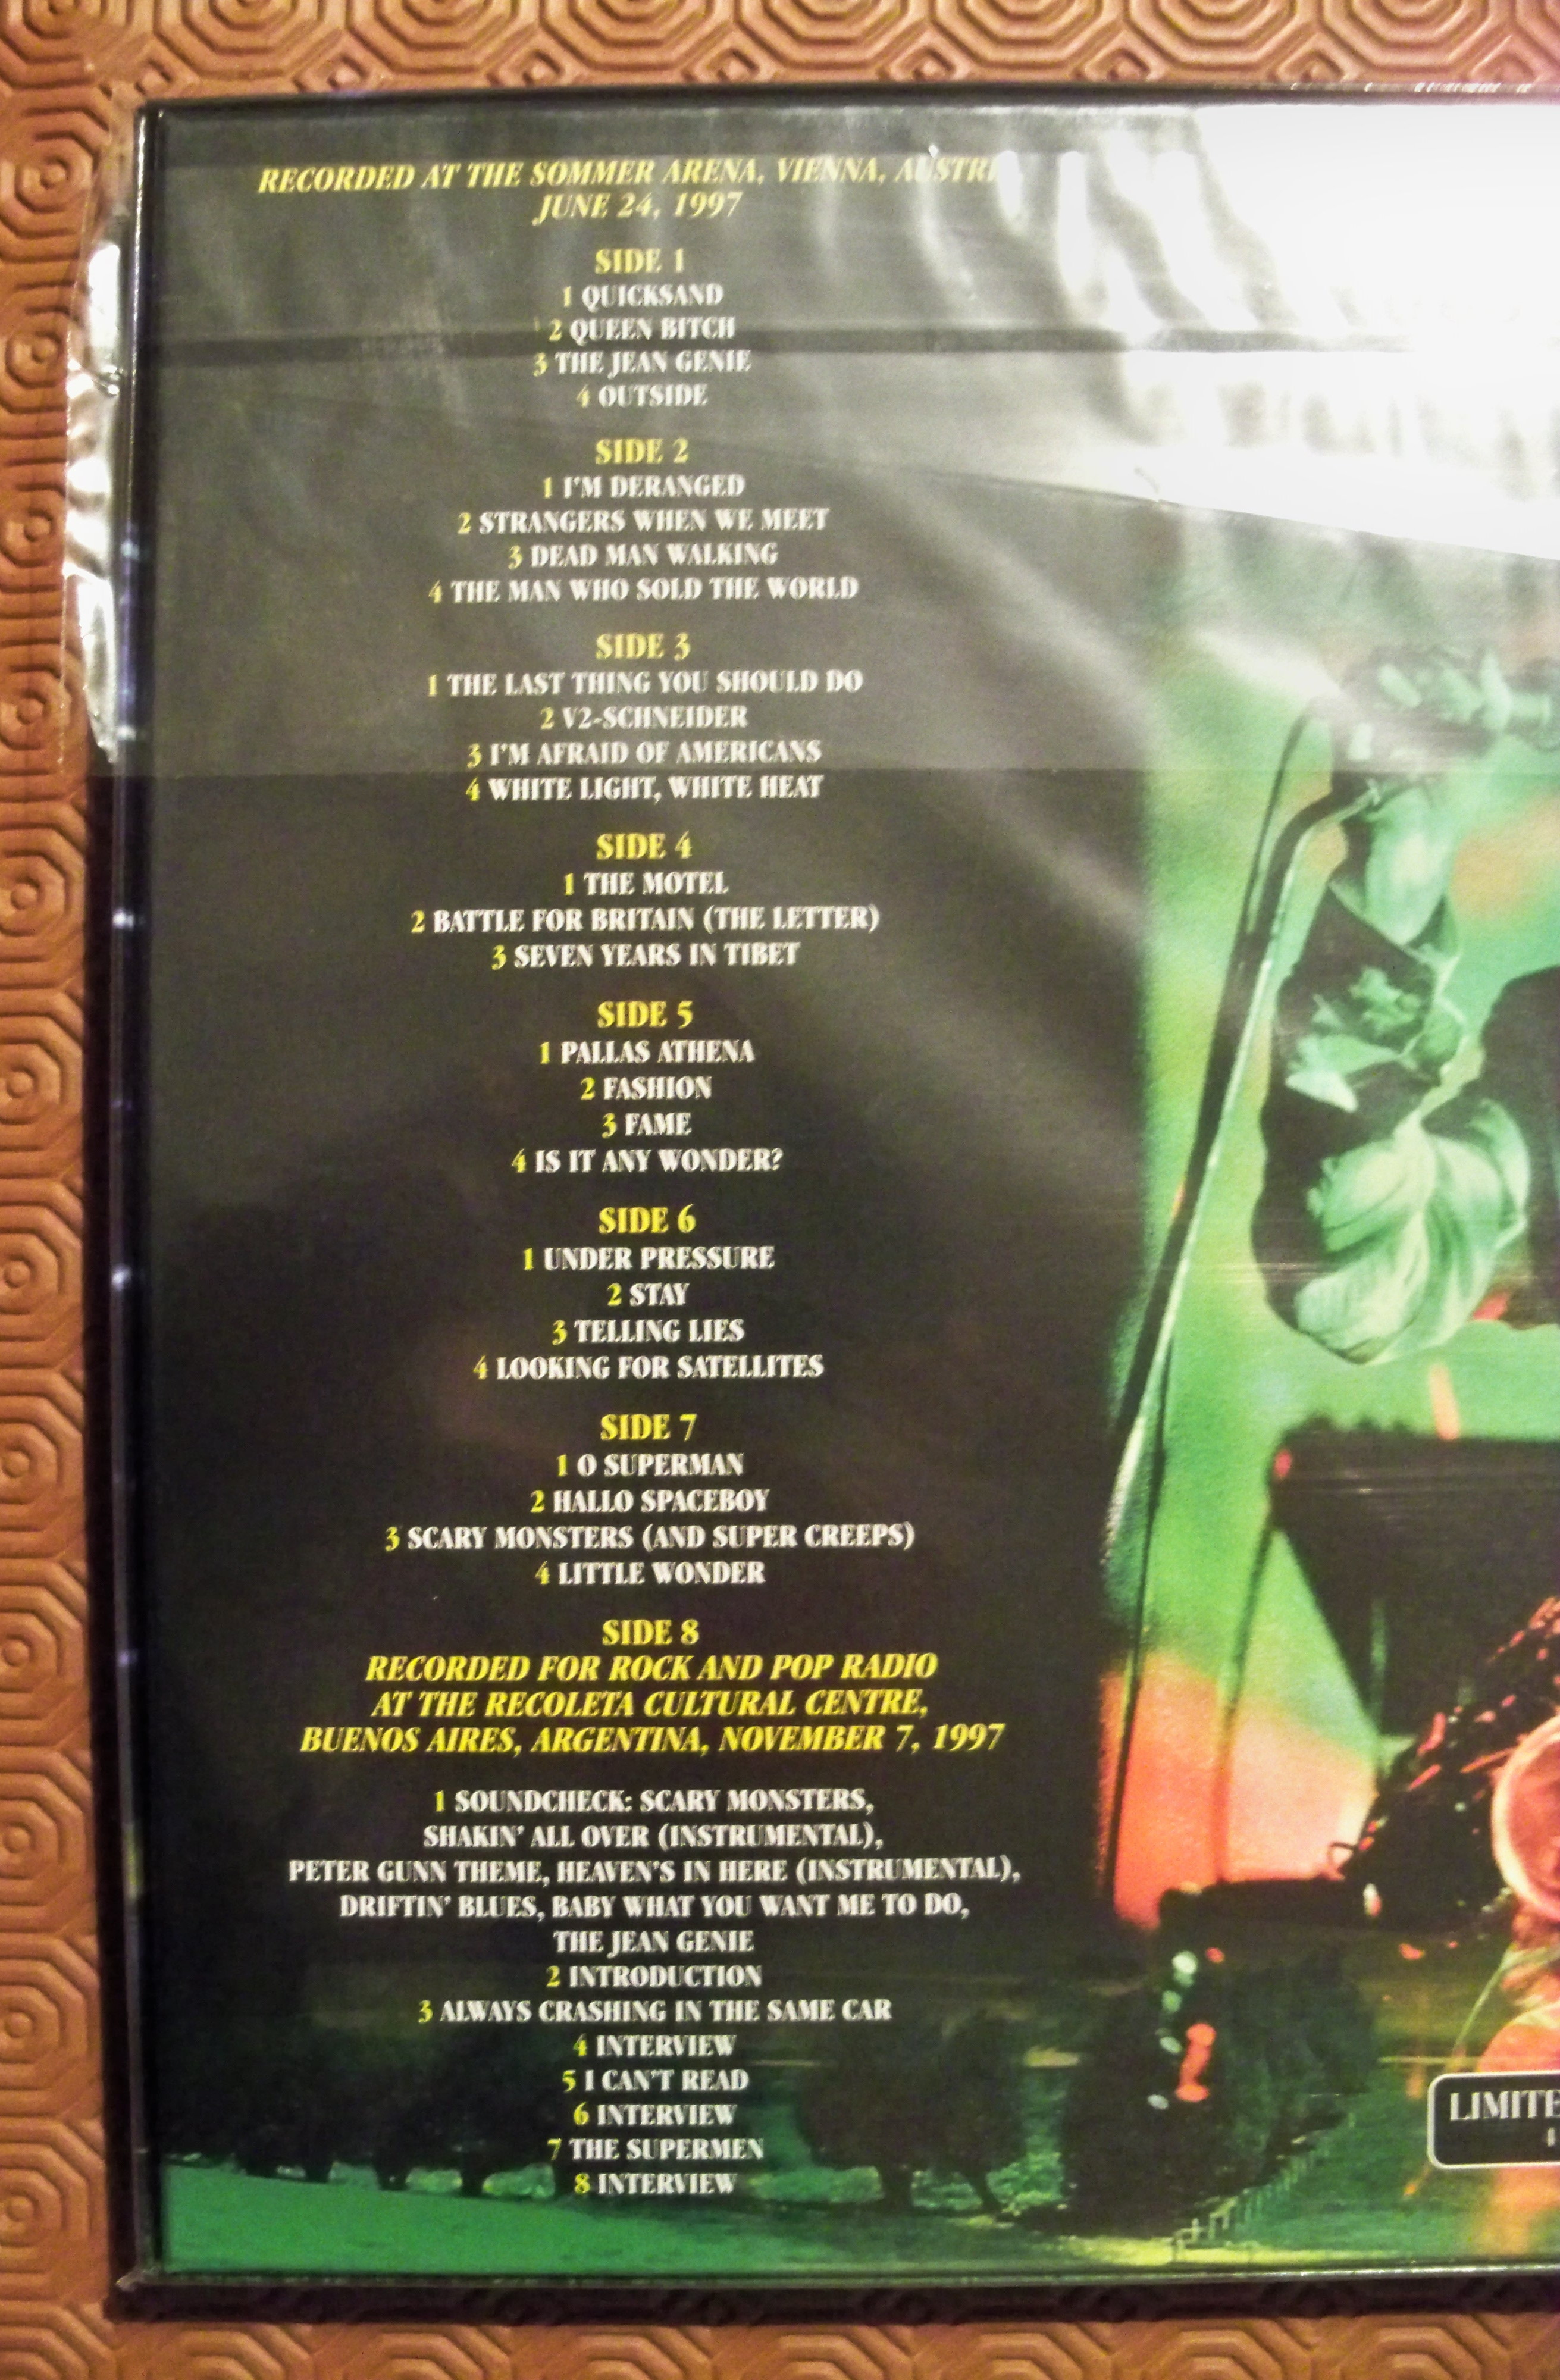 RECORDED AT THE SOMMER ARENA, VIENNA, AUSTRI
JUNE 24, 1997
SIDE 1
1 QUICKSAND
2 QUEEN BITCH
3 THE JEAN GENIE
4 OUTSIDE
SIDE 2
1 I'M DERANGED
2 STRANGERS WHEN WE MEET
3 DEAD MAN WALKING
4 THE MAN WHO SOLD THE WORLD
SIDE 3
1 THE LAST THING YOU SHOULD DO
2 V2-SCHNEIDER
3 I'M AFRAID OF AMERICANS
4 WHITE LIGHT, WHITE HEAT
SIDE 4
1 THE MOTEL
2 BATTLE FOR BRITAIN (THE LETTER)
3 SEVEN YEARS IN TIBET
SIDE 5
1 PALLAS ATHENA
2 FASHION
3 FAME
4 IS IT ANY WONDER?
SIDE 6
1 UNDER PRESSURE
2 STAY
3 TELLING LIES
4 LOOKING FOR SATELLITES
SIDE 7
1 O SUPERMAN
2 HALLO SPACEBOY
3 SCARY MONSTERS (AND SUPER CREEPS)
4 LITTLE WONDER
SIDE 8
RECORDED FOR ROCK AND POP RADIO
AT THE RECOLETA CULTURAL CENTRE,
BUENOS AIRES, ARGENTINA, NOVEMBER 7, 1997
1 SOUNDCHECK: SCARY MONSTERS,
SHAKIN' ALL OVER (INSTRUMENTAL),
PETER GUNN THEME, HEAVEN'S IN HERE (INSTRUMENTAL),
DRIFTIN' BLUES, BABY WHAT YOU WANT ME TO DO,
THE JEAN GENIE
2 INTRODUCTION
3 ALWAYS CRASHING IN THE SAME CAR
4 INTERVIEW
5 I CAN'T READ
6 INTERVIEW
7 THE SUPERMEN
8 INTERVIEW
LIMITE